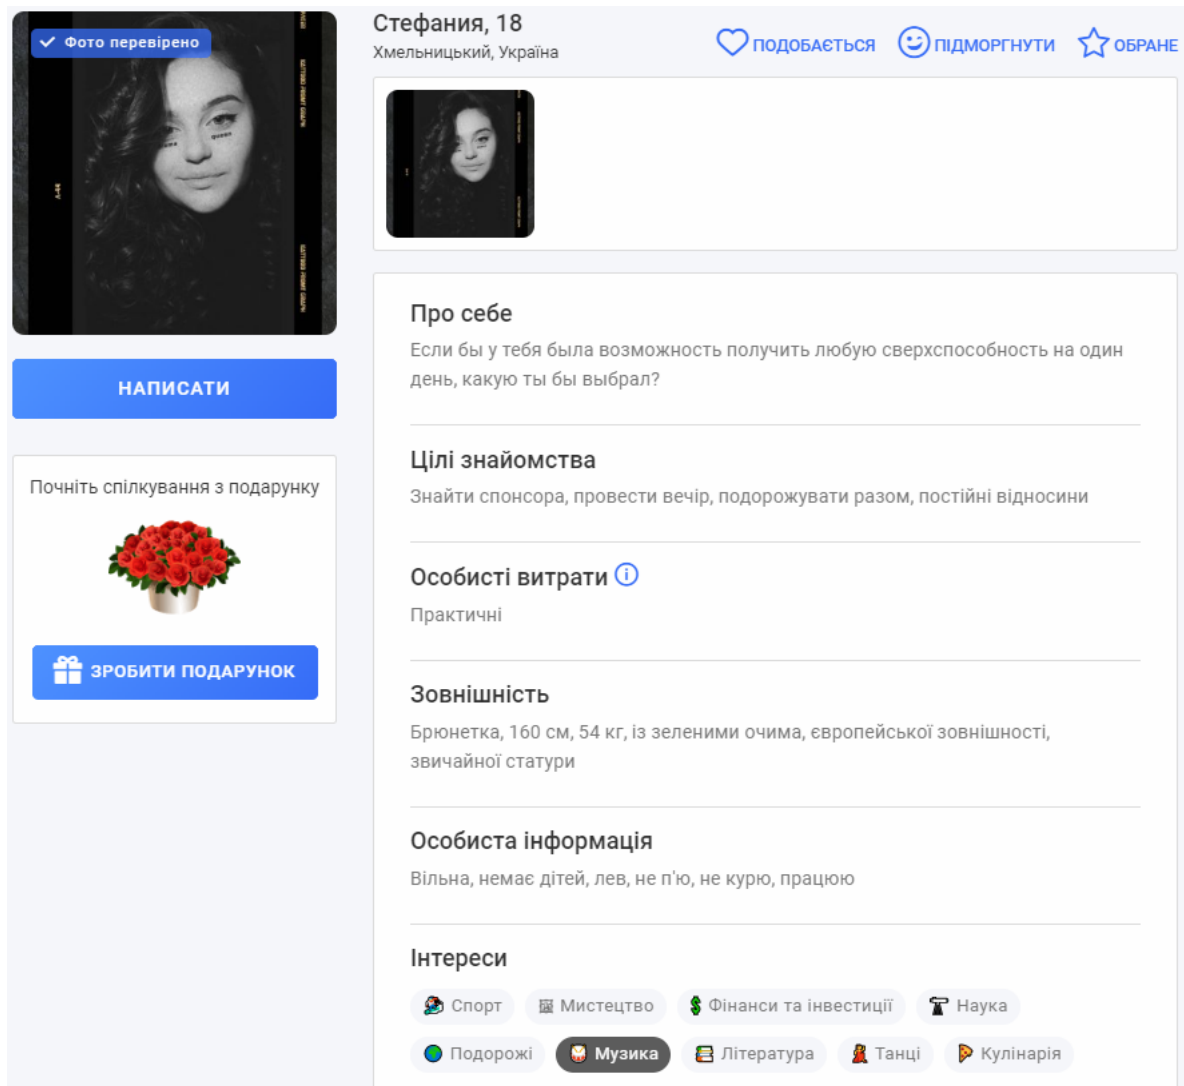 Фото перевірено
Стефания, 18
Хмельницький, Україна
ПОДОБАЄТЬСЯ
ПІДМОРГНУТИ
ОБРАНЕ
НАПИСАТИ
Почніть спілкування з подарунку
ЗРОБИТИ ПОДАРУНОК
Про себе
Если бы у тебя была возможность получить любую сверхспособность на один
день, какую ты бы выбрал?
Цілі знайомства
Знайти спонсора, провести вечір, подорожувати разом, постійні відносини
Особисті витрати
Практичні
Зовнішність
Брюнетка, 160 см, 54 кг, із зеленими очима, європейської зовнішності,
звичайної статури
Особиста інформація
Вільна, немає дітей, лев, не п'ю, не курю, працюю
Інтереси
Спорт
Мистецтво
Фінанси та інвестиції
Наука
Подорожі
Музика
Література
Танці
Кулінарія